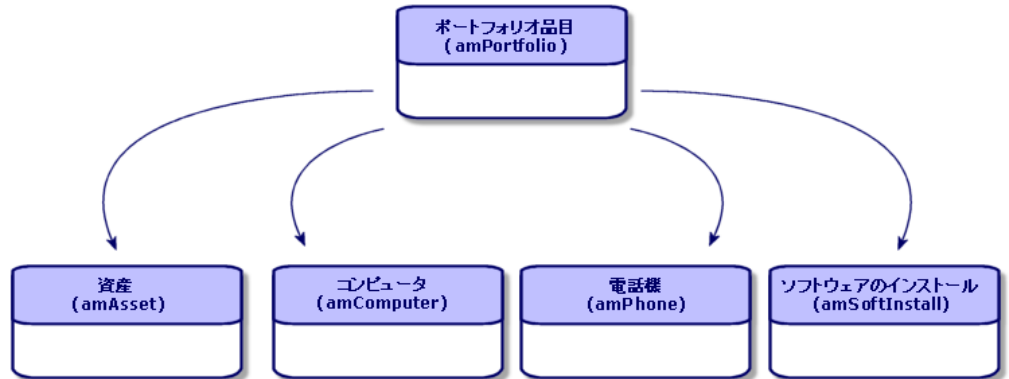 ポートフォリオ品目
(amPortfolio)
資産
(amAsset)
コンピュータ
(amComputer)
電話機
(amPhone)
ソフトウェアのインストール
(amSoftInstall)